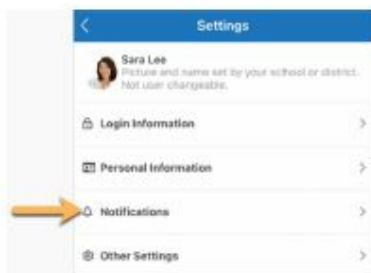 Settings
Sara Lee
Picture and name set by your school or district.
Not user changeable.
Login Information
Personal Information
Notifications
Other Settings